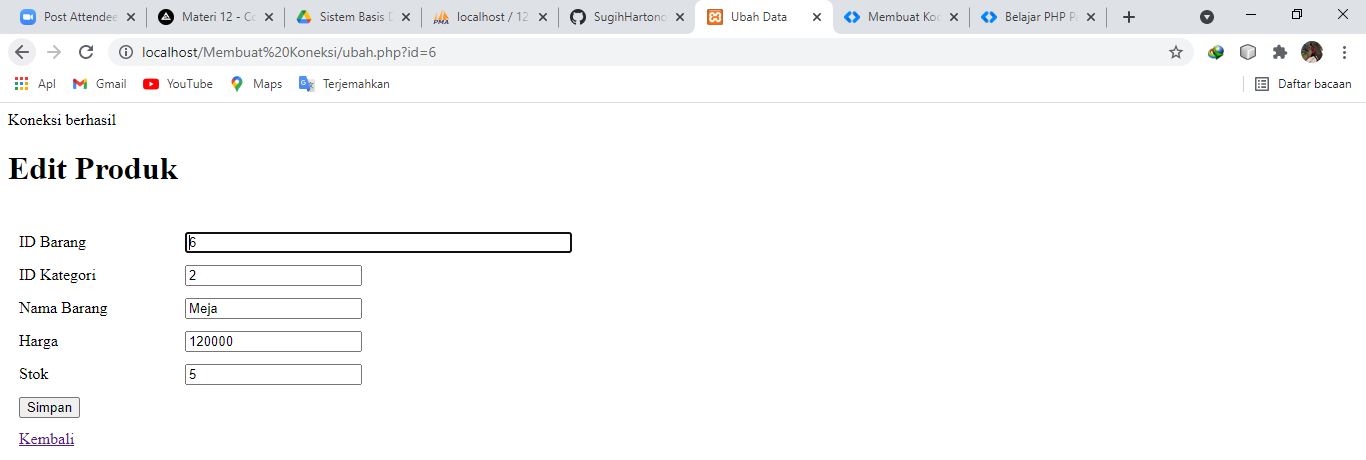 Post Attendee
Materi 12 - Co
Sistem Basis D
localhost / 12
SugihHartono
Ubah Data
Membuat Koc
Belajar PHP Pa
localhost/Membuat%20Koneksi/ubah.php?id=6
Apl Gmail YouTube Maps Terjemahkan Daftar bacaan
Koneksi berhasil
Edit Produk
ID Barang 6
ID Kategori 2
Nama Barang Meja
Harga 120000
Stok 5
Simpan
Kembali